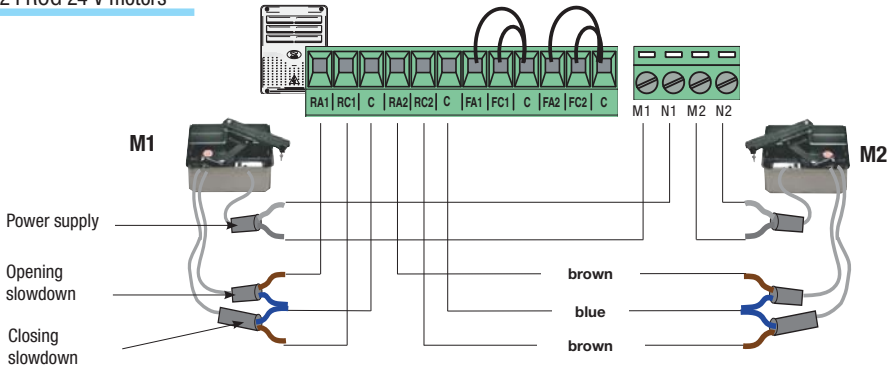 2 FROG 24 V motors
RA1 RC1 C RA2 RC2 C FA1 FC1 C FA2 FC2 C
M1 N1 M2 N2
M1
M2
Power supply
Opening
slowdown
brown
blue
Closing
slowdown
brown